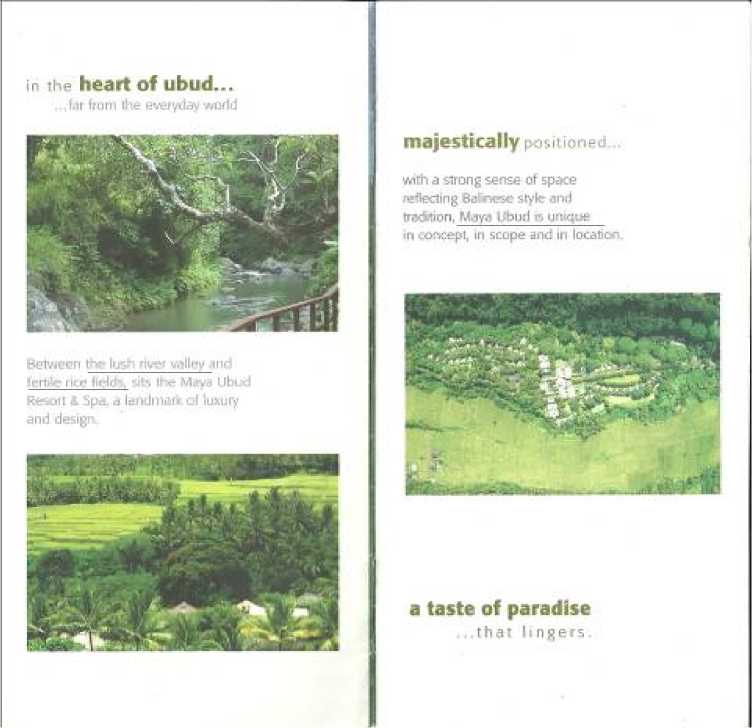 in the heart of ubud...
...far from the everyday world
Between the lush river valley and
fertile rice fields, sits the Maya Ubud
Resort & Spa, a landmark of luxury
and design.
majestically positioned...
with a strong sense of space
reflecting Balinese style and
tradition, Maya Ubud is unique
in concept, in scope and in location.
a taste of paradise
...that lingers.